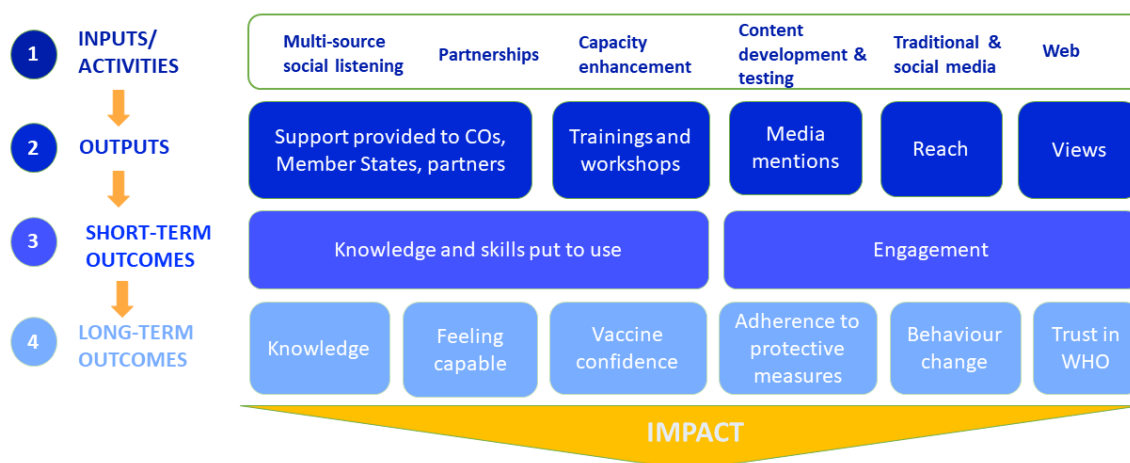 1
INPUTS/
ACTIVITIES
Multi-source
social listening
Partnerships
Capacity
enhancement
Content
development &
testing
Traditional &
social media
Web
2
OUTPUTS
Support provided to COs,
Member States, partners
Trainings and
workshops
Media
mentions
Reach
Views
3
SHORT-TERM
OUTCOMES
Knowledge and skills put to use
Engagement
4
LONG-TERM
OUTCOMES
Knowledge
Feeling
capable
Vaccine
confidence
Adherence to
protective
measures
Behaviour
change
Trust in
WHO
IMPACT